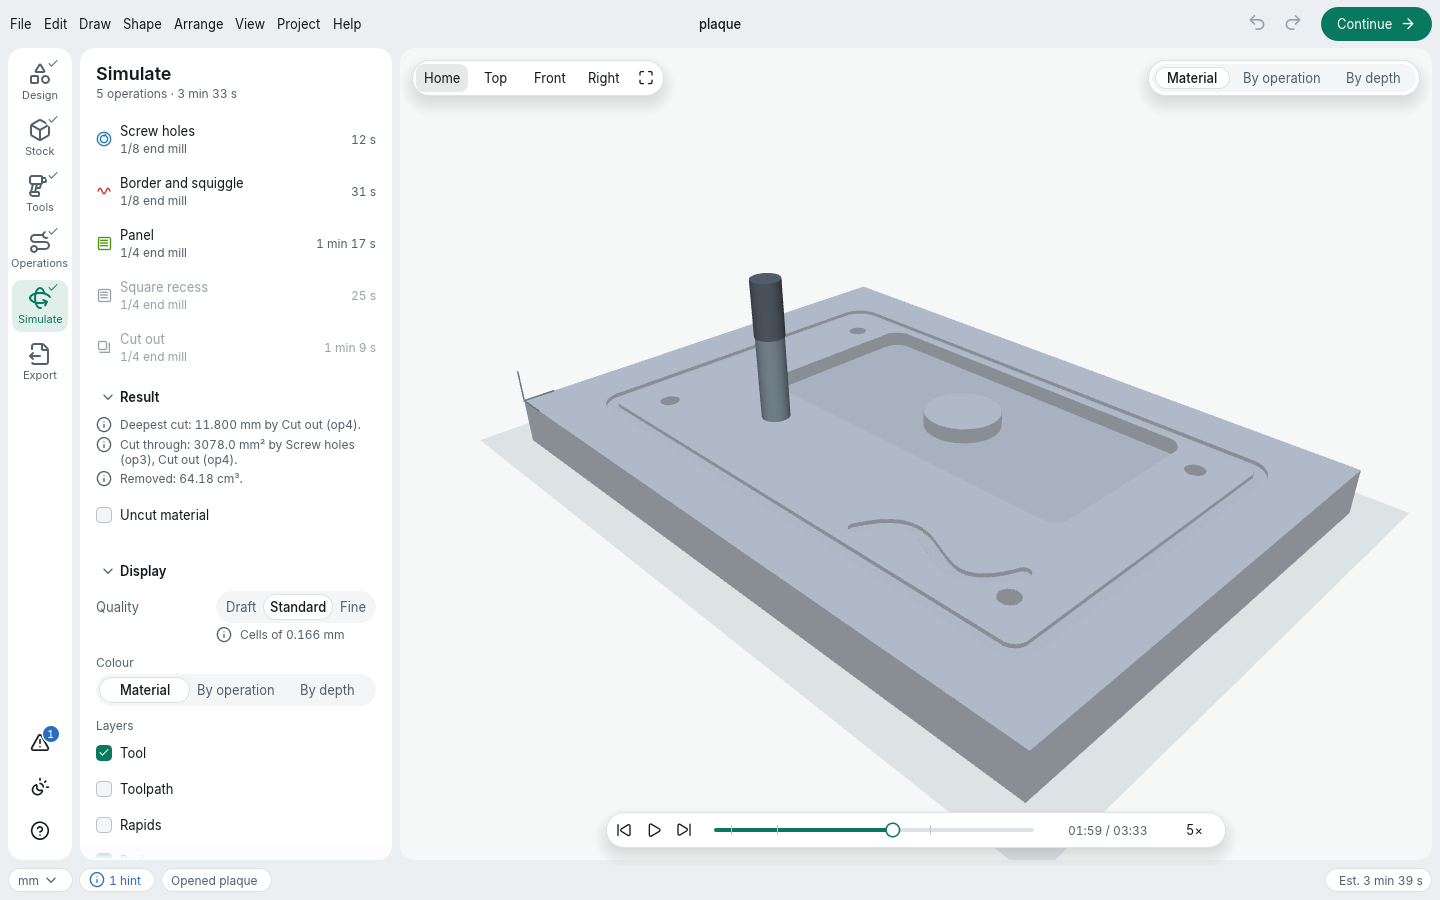 File Edit Draw Shape Arrange View Project Help
plaque
Continue
Design
Stock
Tools
Operations
Simulate
Export
1
Simulate
5 operations · 3 min 33 s
Screw holes
1/8 end mill
12 s
Border and squiggle
1/8 end mill
31 s
Panel
1/4 end mill
1 min 17 s
Square recess
1/4 end mill
25 s
Cut out
1/4 end mill
1 min 9 s
Result
Deepest cut: 11.800 mm by Cut out (op4).
Cut through: 3078.0 mm² by Screw holes
(op3), Cut out (op4).
Removed: 64.18 cm³.
Uncut material
Display
Quality
Draft Standard Fine
Cells of 0.166 mm
Colour
Material By operation By depth
Layers
Tool
Toolpath
Rapids
Home Top Front Right
Material By operation By depth
01:59 / 03:33
5×
mm
1 hint
Opened plaque
Est. 3 min 39 s